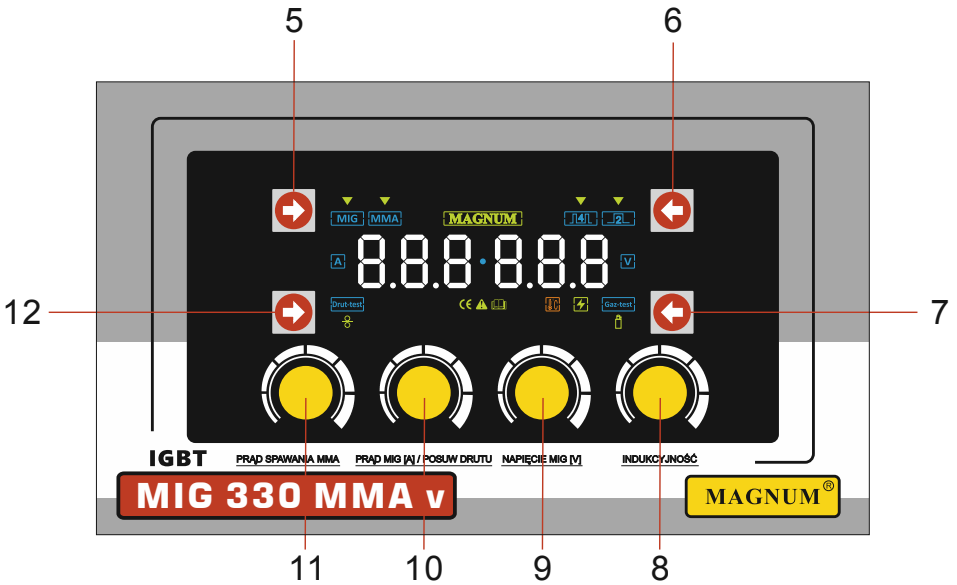 5 6
MIG MMA MAGNUM 4 2
A 8.8.8.8.8.8 V
12 Drut-test CE °C Gaz-test 7
PRĄD SPAWANIA MMA PRĄD MIG [A] / POSUW DRUTU NAPIĘCIE MIG [V] INDUKCYJNOŚĆ
IGBT
MIG 330 MMA v MAGNUM®
11 10 9 8